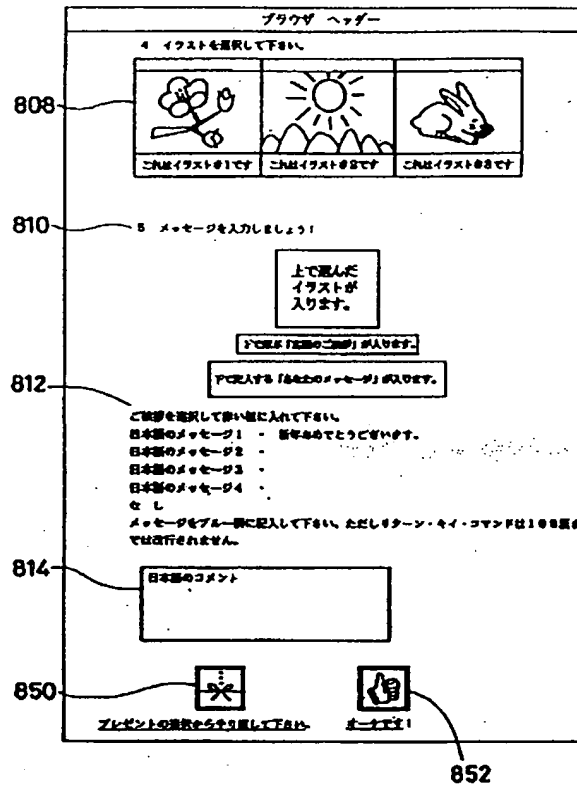 ブラウザ ヘッダー
4 イラストを選択して下さい。
808
これはイラスト#1です これはイラスト#2です これはイラスト#3です
810
5 メッセージを入力しましょう!
上で選んだ
イラストが
入ります。
下で選ぶ「 のご挨拶」が入ります。
下で記入する「あなたのメッセージ」が入ります。
812
ご挨拶を選択して赤い枠に入れて下さい。
日本語のメッセージ1 - 新年おめでとうございます。
日本語のメッセージ2 -
日本語のメッセージ3 -
日本語のメッセージ4 -
なし
メッセージをブルー枠に記入して下さい。ただしリターン・キイ・コマンドは
では改行されません。
814
日本語のコメント
850
プレゼントの選択からやり直して下さい。
オーケです!
852